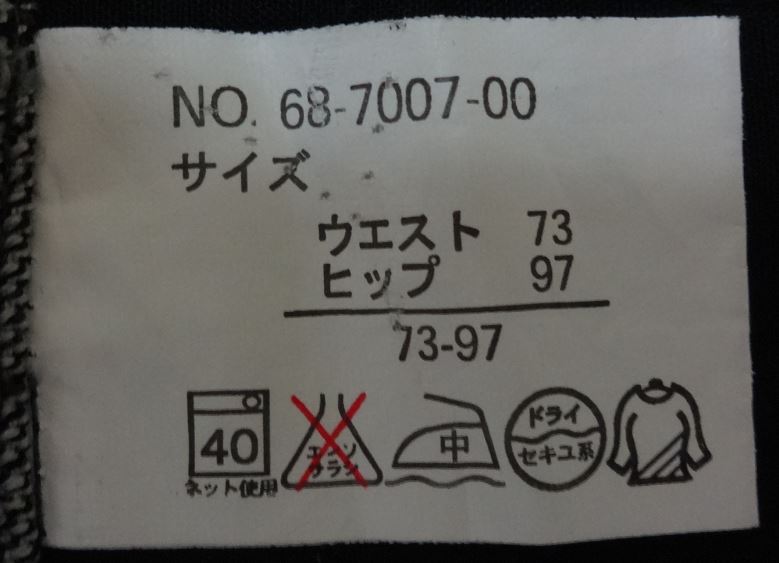 NO. 68-7007-00
サイズ
ウエスト 73
ヒップ 97
73-97
40
ネット使用
エンソ
サラシ
中
ドライ
セキユ系